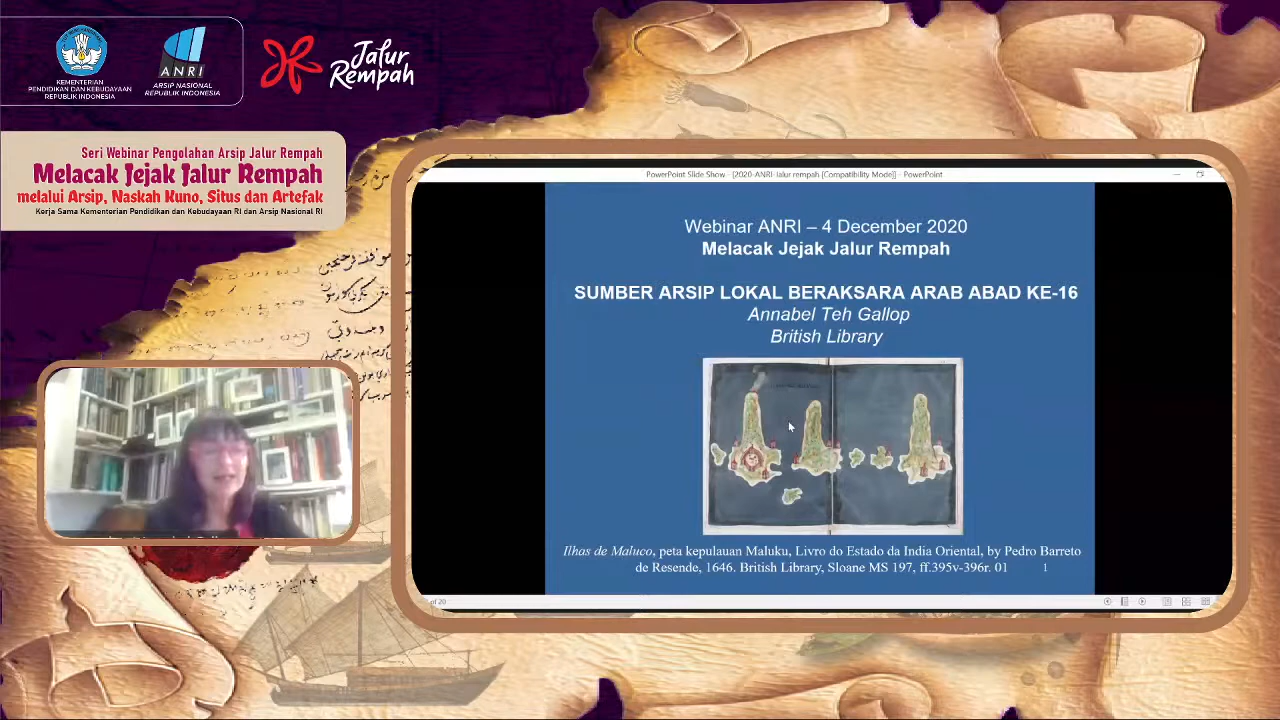 KEMENTERIAN
PENDIDIKAN DAN KEBUDAYAAN
REPUBLIK INDONESIA
ANRI
ARSIP NASIONAL
REPUBLIK INDONESIA
Jalur
Rempah
Seri Webinar Pengolahan Arsip Jalur Rempah
Melacak Jejak Jalur Rempah
melalui Arsip, Naskah Kuno, Situs dan Artefak
Kerja Sama Kementerian Pendidikan dan Kebudayaan RI dan Arsip Nasional RI
PowerPoint Slide Show - [2020-ANRI-Jalur rempah [Compatibility Mode]] - PowerPoint
Webinar ANRI – 4 December 2020
Melacak Jejak Jalur Rempah
SUMBER ARSIP LOKAL BERAKSARA ARAB ABAD KE-16
Annabel Teh Gallop
British Library
Ilhas de Maluco, peta kepulauan Maluku, Livro do Estado da India Oriental, by Pedro Barreto
de Resende, 1646. British Library, Sloane MS 197, ff.395v-396r. 01
1
of 20